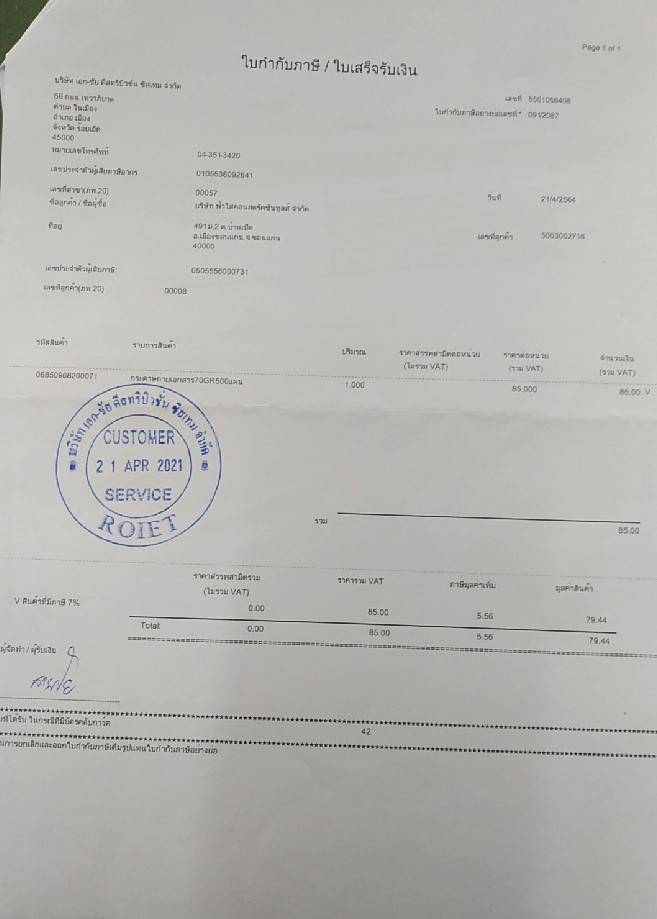 Page 1 of 1
ใบกำกับภาษี / ใบเสร็จรับเงิน
บริษัท เอก-ชัย ดีสทริบิวชั่น ซิสเทม จำกัด
เลขที่ 5501056408
68 ถนน เทวาภิบาล
ใบกำกับภาษีอย่างย่อเลขที่* 091/2087
ตำบล ในเมือง
อำเภอ เมือง
จังหวัด ร้อยเอ็ด
45000
หมายเลขโทรศัพท์ 04-351-3420
เลขประจำตัวผู้เสียภาษีอากร 0105536092641
เลขที่สาขา(ภพ.20) 00057
วันที่ 21/4/2564
ชื่อลูกค้า / ชื่อผู้ซื้อ บริษัท ฟ้าใสคอนสตรัคชั่นทูลส์ จำกัด
ที่อยู่ 491 ม.2 ต.บ้านเป็ด
อ.เมืองขอนแก่น จ.ขอนแก่น
เลขที่ลูกค้า 5003002716
40000
เลขประจำตัวผู้เสียภาษี: 0505556000731
เลขที่ลูกค้า(ภพ.20) 00008
รหัสสินค้า รายการสินค้า ปริมาณ ราคาสรรพสามิตต่อหน่วย ราคาต่อหน่วย จำนวนเงิน
(ไม่รวม VAT) (รวม VAT) (รวม VAT)
0885090820007 กระดาษถ่ายเอกสาร70GR500แผ่น 1.000 85.000 85.00 V
บริษัท เอก-ชัย ดีสทริบิวชั่น ซิสเทม จำกัด
CUSTOMER
21 APR 2021
SERVICE
ROIET
รวม 85.00
ราคาสรรพสามิตรวม ราคารวม VAT ภาษีมูลค่าเพิ่ม มูลค่าสินค้า
(ไม่รวม VAT)
V สินค้าที่มีภาษี 7% 0.00 85.00 5.56 79.44
Total: 0.00 85.00 5.56 79.44
ผู้จัดทำ / ผู้รับเงิน
ในกรณีที่มีบัตรคลับการ์ด
42
การยกเลิกและออกใบกำกับภาษีเต็มรูปแทนใบกำกับภาษีอย่างย่อ